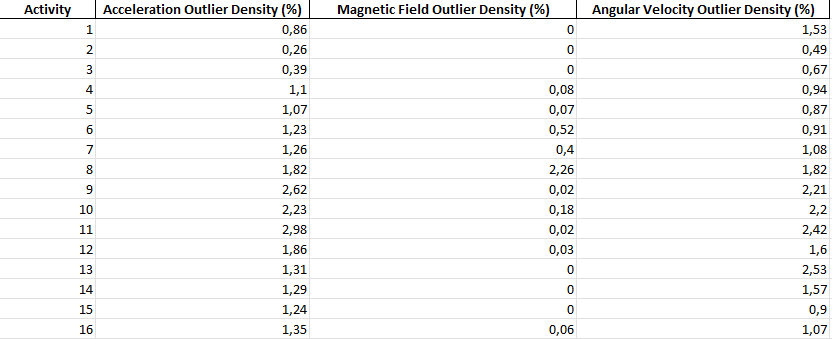 Activity Acceleration Outlier Density (%) Magnetic Field Outlier Density (%) Angular Velocity Outlier Density (%)
1 0,86 0 1,53
2 0,26 0 0,49
3 0,39 0 0,67
4 1,1 0,08 0,94
5 1,07 0,07 0,87
6 1,23 0,52 0,91
7 1,26 0,4 1,08
8 1,82 2,26 1,82
9 2,62 0,02 2,21
10 2,23 0,18 2,2
11 2,98 0,02 2,42
12 1,86 0,03 1,6
13 1,31 0 2,53
14 1,29 0 1,57
15 1,24 0 0,9
16 1,35 0,06 1,07